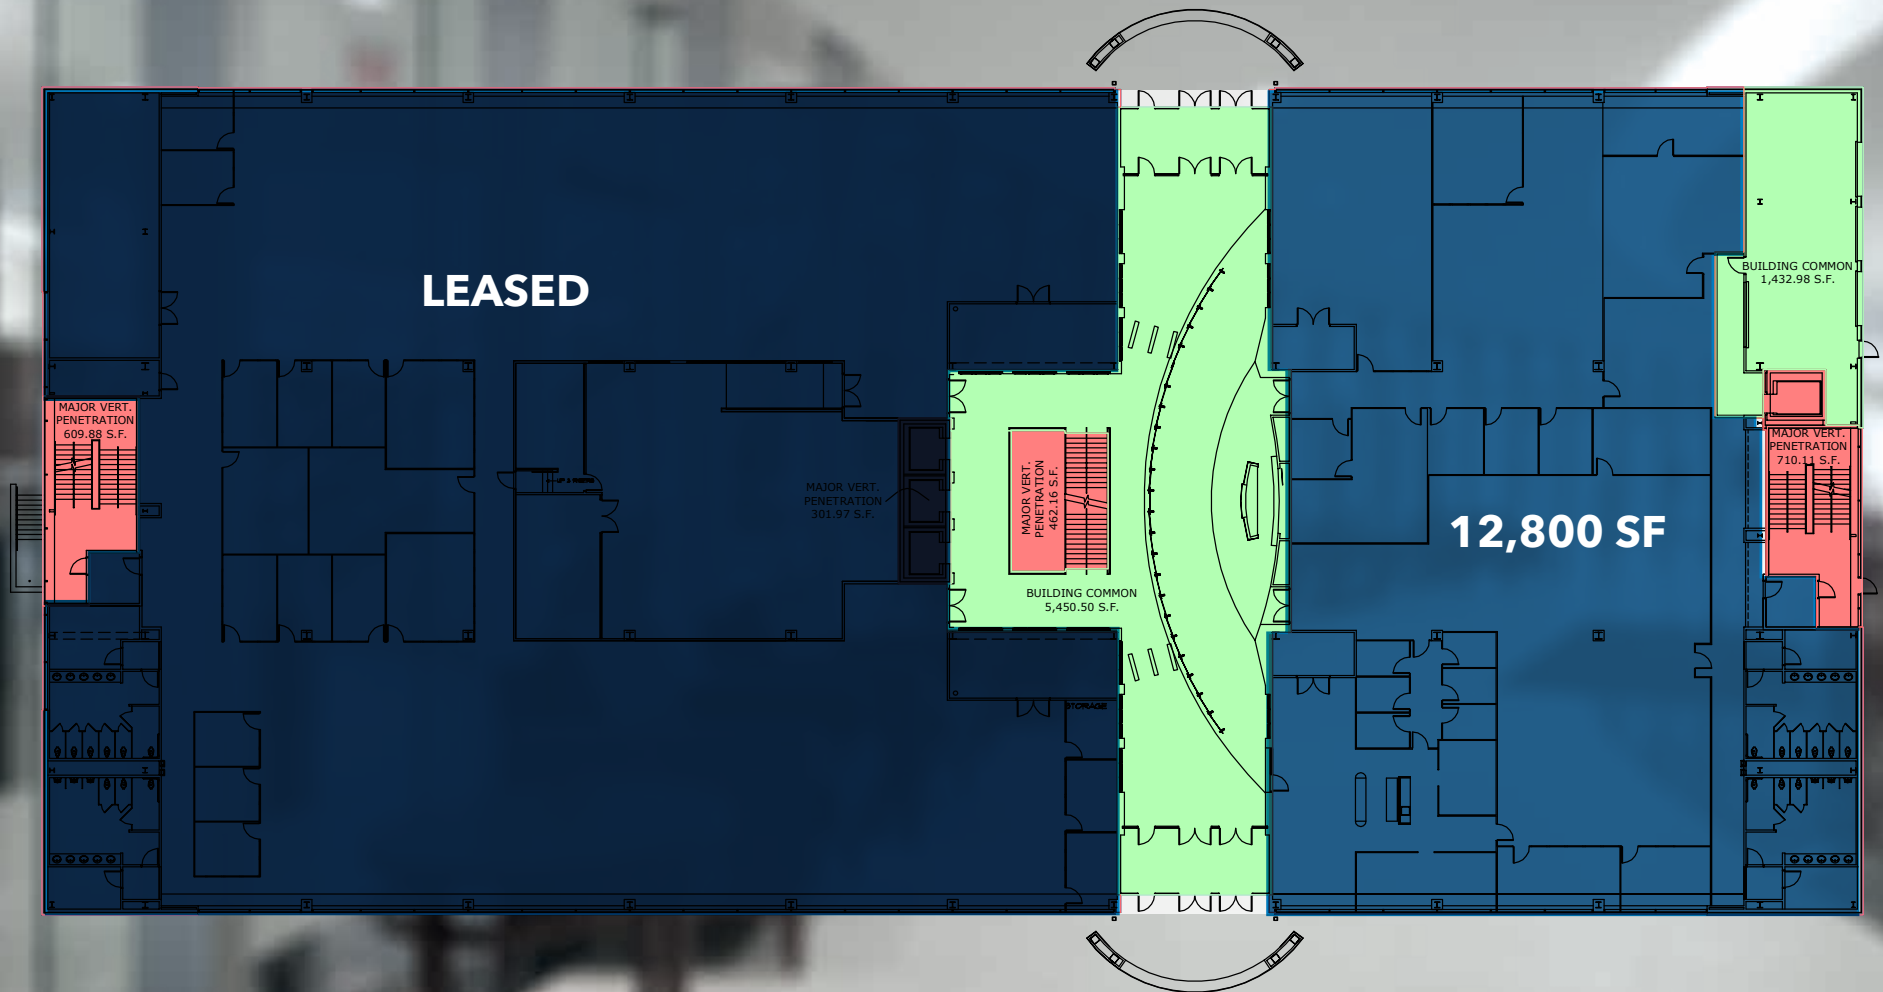 LEASED
MAJOR VERT.
PENETRATION
609.88 S.F.
MAJOR VERT.
PENETRATION
301.97 S.F.
MAJOR VERT.
PENETRATION
462.16 S.F.
BUILDING COMMON
5,450.50 S.F.
STORAGE
BUILDING COMMON
1,432.98 S.F.
MAJOR VERT.
PENETRATION
710.11 S.F.
12,800 SF